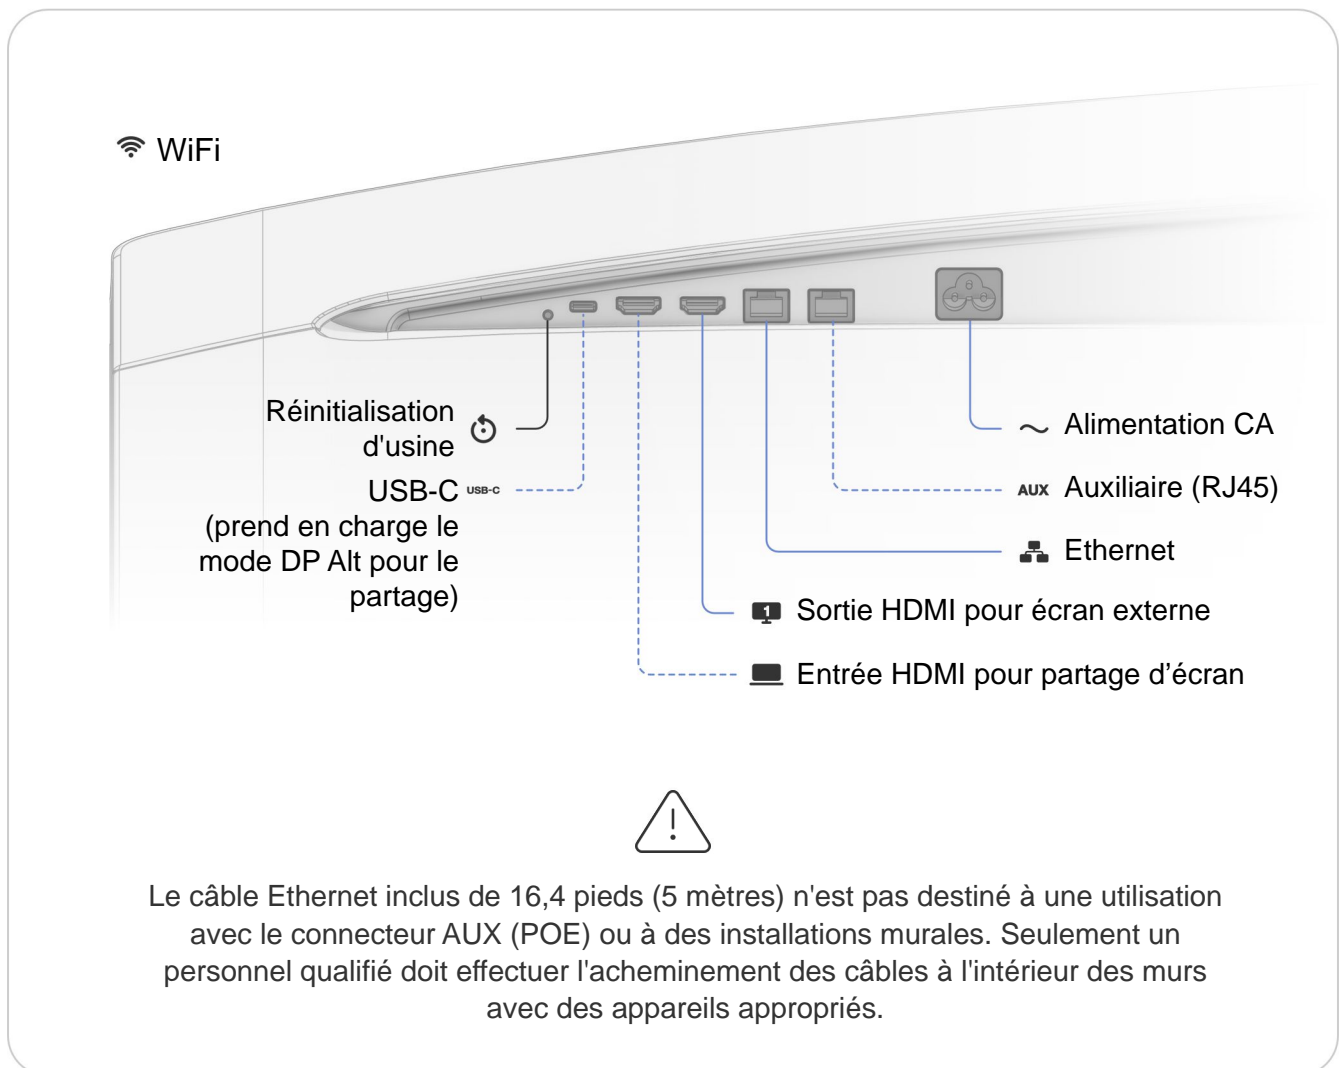 WiFi
Réinitialisation
d'usine
USB-C
USB-C
(prend en charge le
mode DP Alt pour le
partage)
Alimentation CA
AUX
Auxiliaire (RJ45)
Ethernet
1
Sortie HDMI pour écran externe
Entrée HDMI pour partage d’écran
Le câble Ethernet inclus de 16,4 pieds (5 mètres) n'est pas destiné à une utilisation
avec le connecteur AUX (POE) ou à des installations murales. Seulement un
personnel qualifié doit effectuer l'acheminement des câbles à l'intérieur des murs
avec des appareils appropriés.